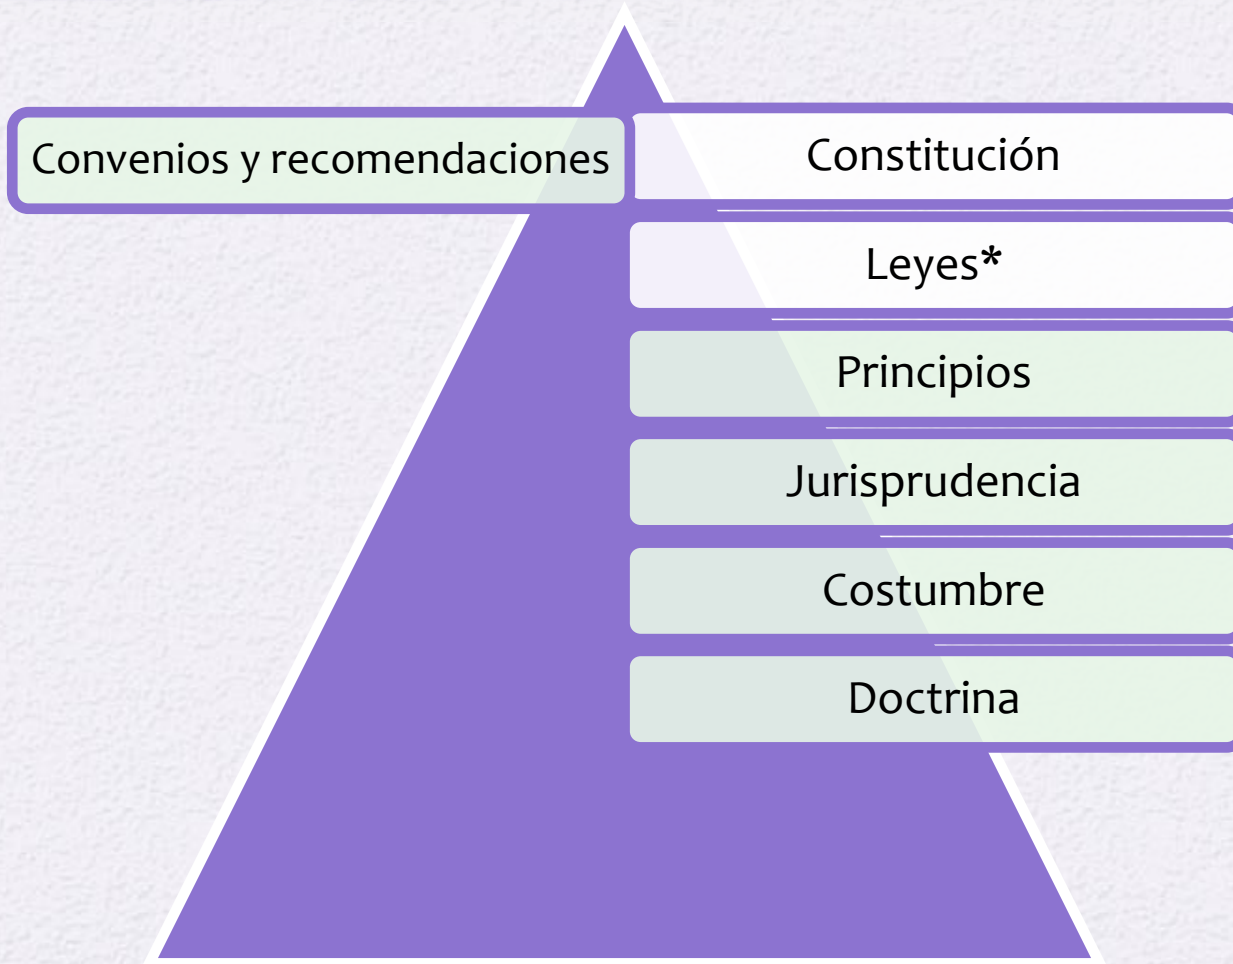 Convenios y recomendaciones
Constitución
Leyes*
Principios
Jurisprudencia
Costumbre
Doctrina